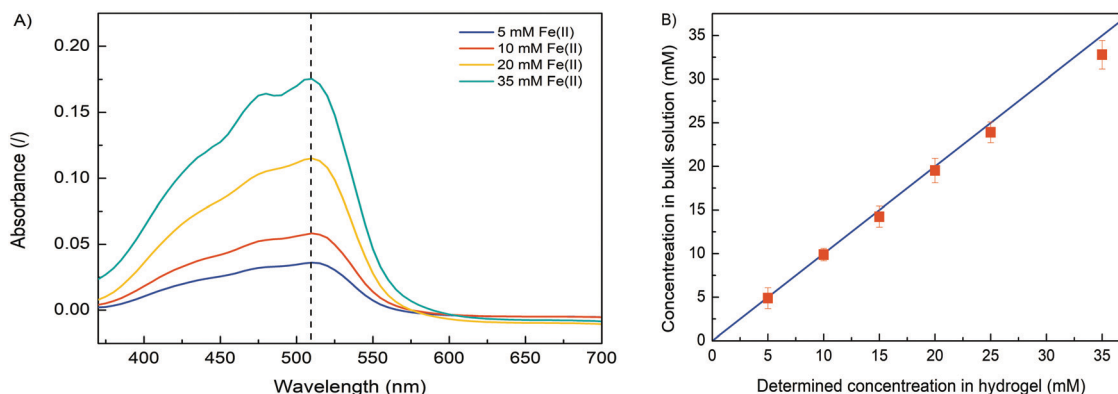 A)
5 mM Fe(II)
10 mM Fe(II)
20 mM Fe(II)
35 mM Fe(II)
0.20
0.15
0.10
0.05
0.00
Absorbance (/)
400 450 500 550 600 650 700
Wavelength (nm)
B)
35
30
25
20
15
10
5
0
Concentreation in bulk solution (mM)
0 5 10 15 20 25 30 35
Determined concentreation in hydrogel (mM)